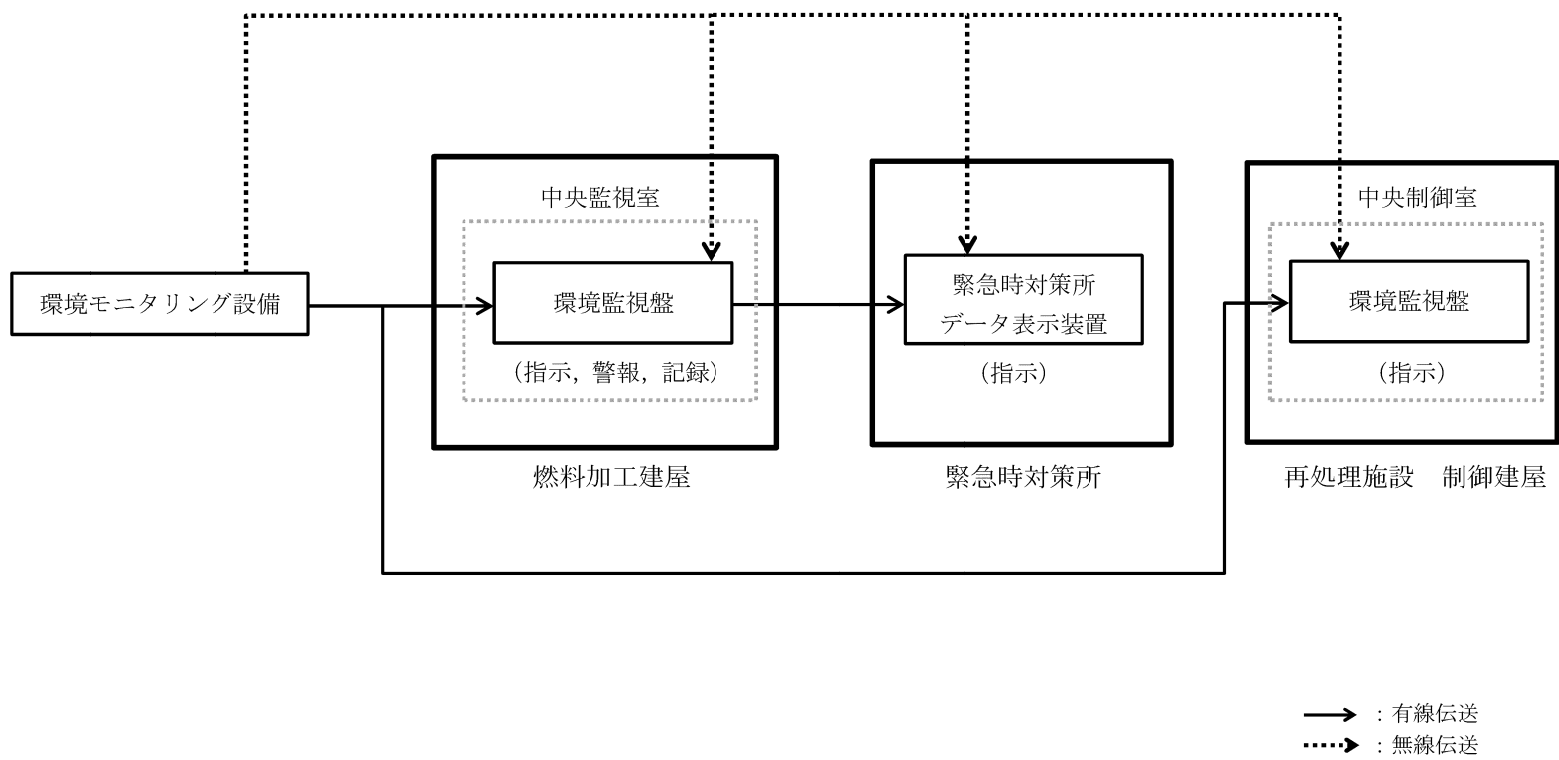 中央監視室
中央制御室
環境モニタリング設備
環境監視盤
緊急時対策所
データ表示装置
環境監視盤
（指示, 警報, 記録）
（指示）
（指示）
燃料加工建屋
緊急時対策所
再処理施設　制御建屋
：有線伝送
：無線伝送